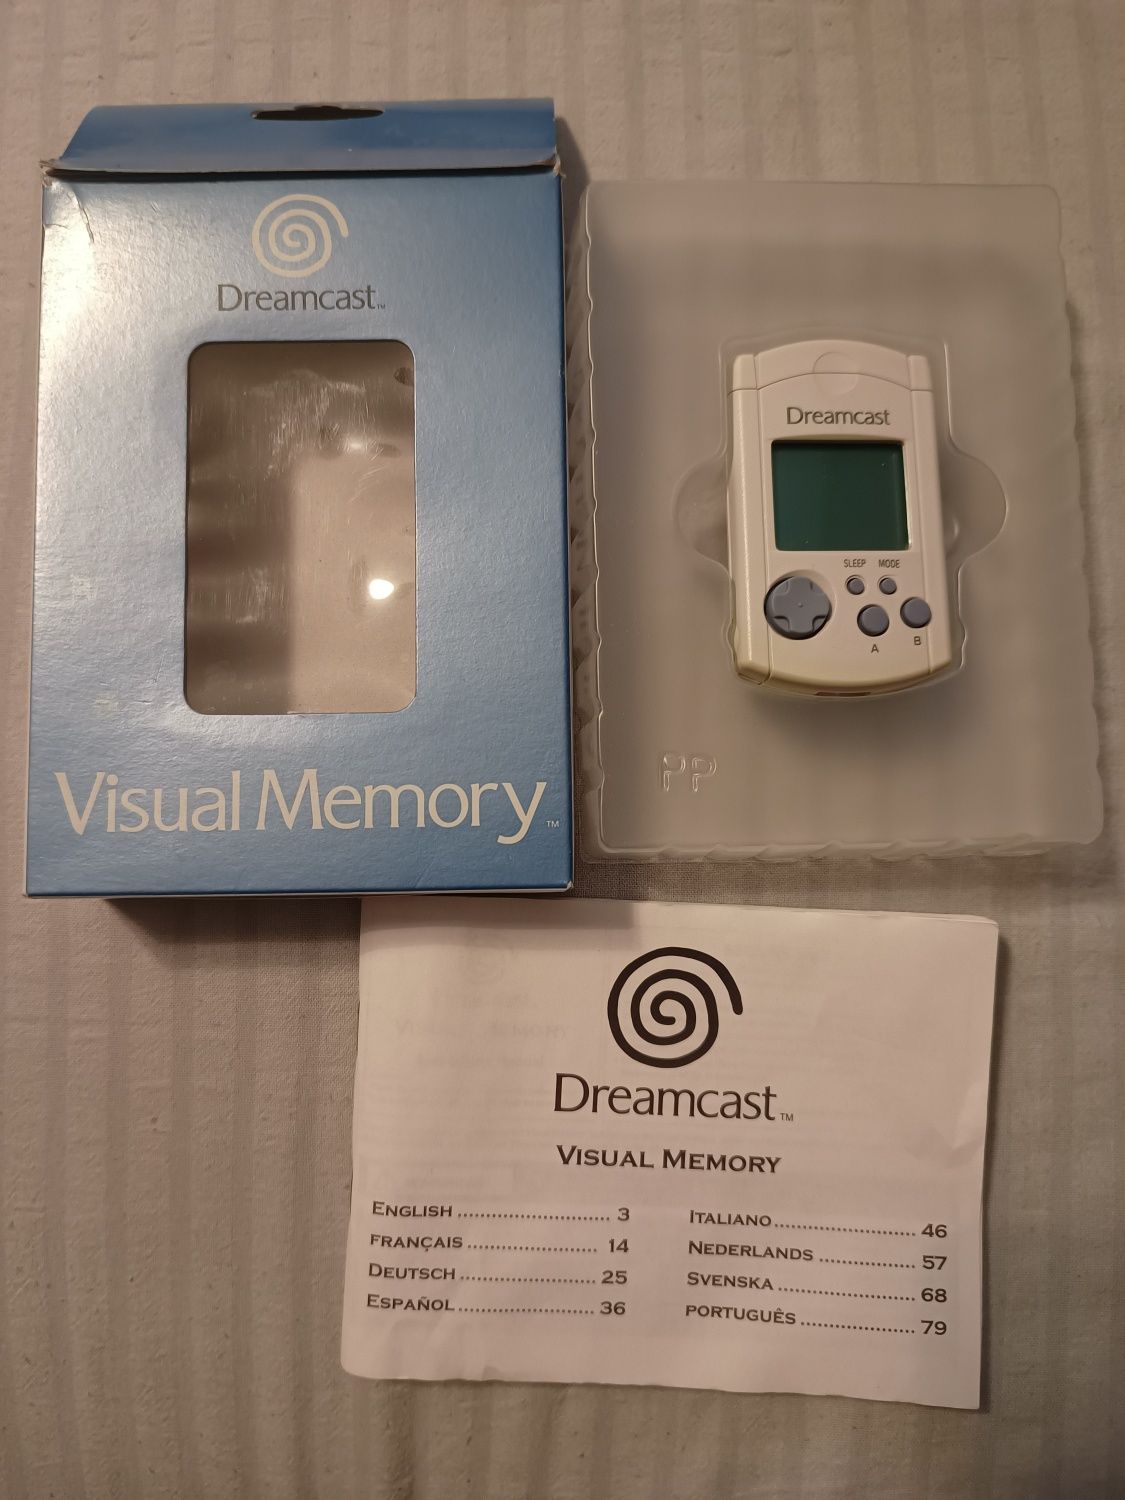 Dreamcast™
Visual Memory™
Dreamcast
SLEEP MODE
A
B
PP
Dreamcast™
VISUAL MEMORY
ENGLISH ............................ 3
FRANÇAIS ........................ 14
DEUTSCH ......................... 25
ESPAÑOL ......................... 36
ITALIANO ......................... 46
NEDERLANDS .................. 57
SVENSKA ......................... 68
PORTUGUÊS .................... 79